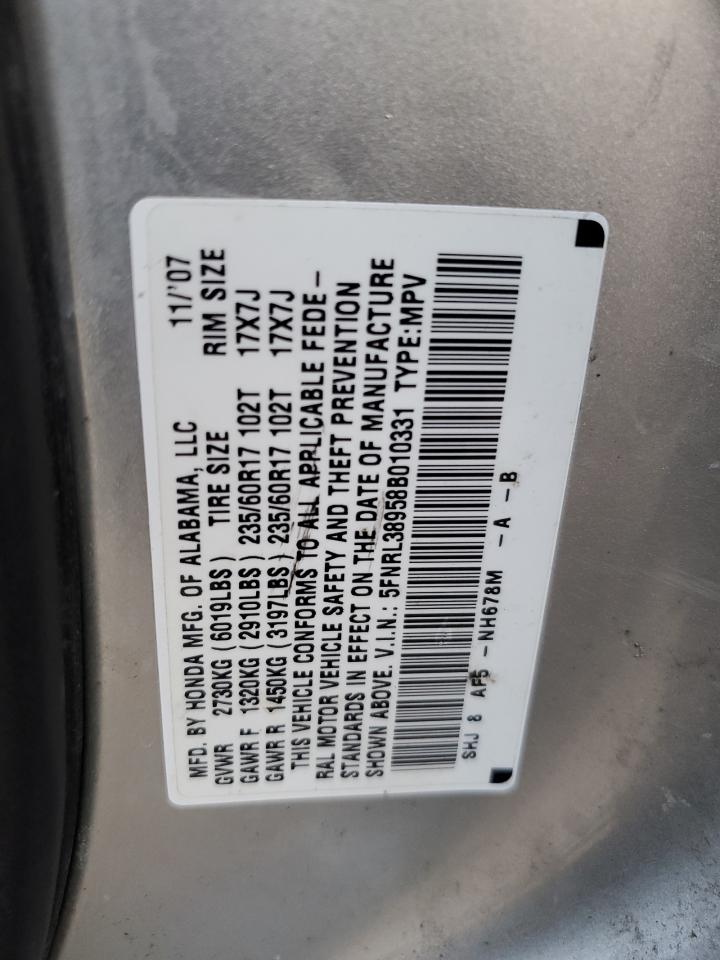 MFD. BY HONDA MFG. OF ALABAMA, LLC 11/'07
GVWR 2730KG (6019LBS) TIRE SIZE RIM SIZE
GAWR F 1320KG (2910LBS) 235/60R17 102T 17X7J
GAWR R 1450KG (3197LBS) 235/60R17 102T 17X7J
THIS VEHICLE CONFORMS TO ALL APPLICABLE FEDE-
RAL MOTOR VEHICLE SAFETY AND THEFT PREVENTION
STANDARDS IN EFFECT ON THE DATE OF MANUFACTURE
SHOWN ABOVE. V.I.N.: 5FNRL38958B010331 TYPE:MPV
SHJ 8 AF5 -NH678M -A -B